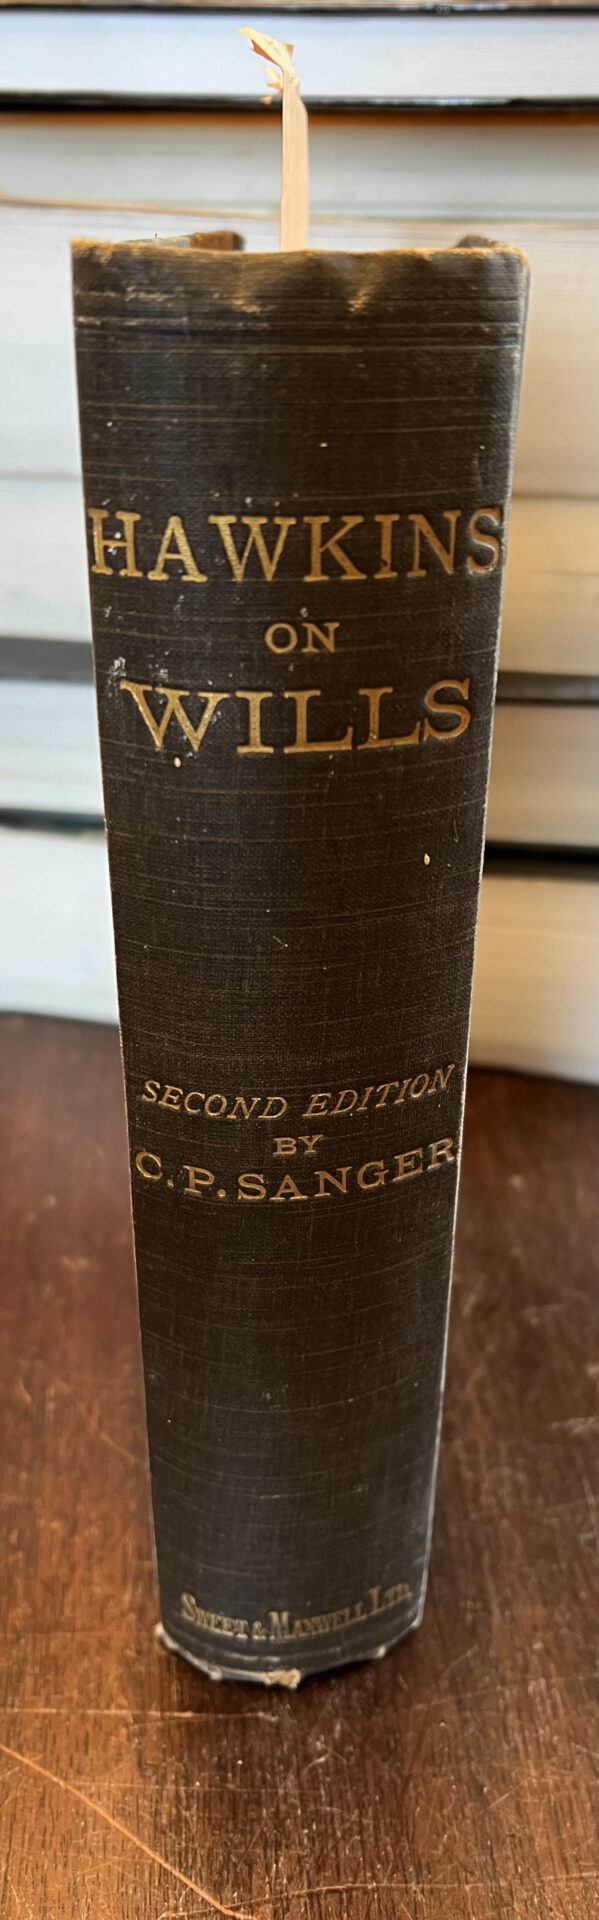 HAWKINS
ON
WILLS
SECOND EDITION
BY
C.P. SANGER
SWEET & MAXWELL LTD.